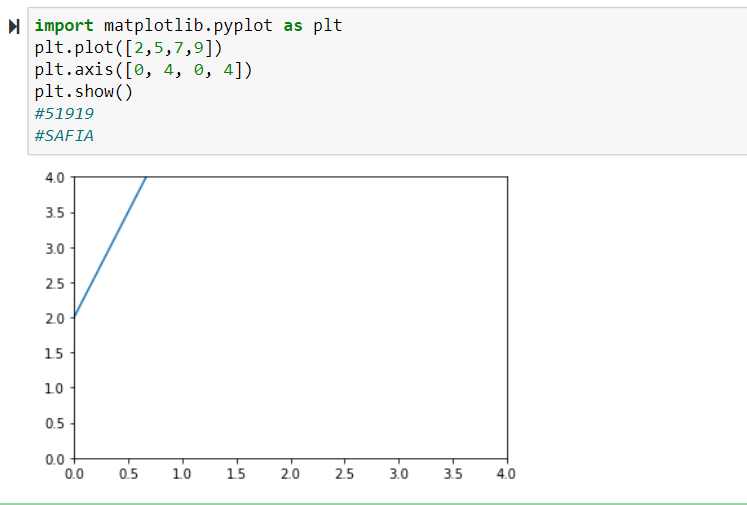 import matplotlib.pyplot as plt
plt.plot([2,5,7,9])
plt.axis([0, 4, 0, 4])
plt.show()
#51919
#SAFIA
4.0
3.5
3.0
2.5
2.0
1.5
1.0
0.5
0.0
0.0 0.5 1.0 1.5 2.0 2.5 3.0 3.5 4.0